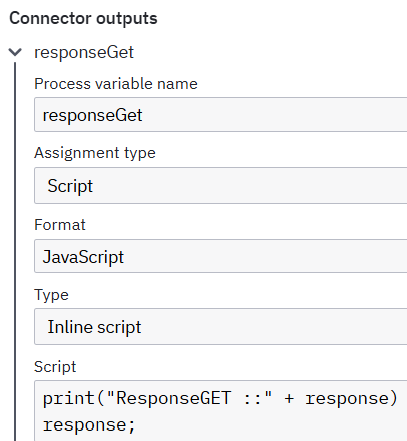 Connector outputs
responseGet
Process variable name
responseGet
Assignment type
Script
Format
JavaScript
Type
Inline script
Script
print("ResponseGET ::" + response)
response;